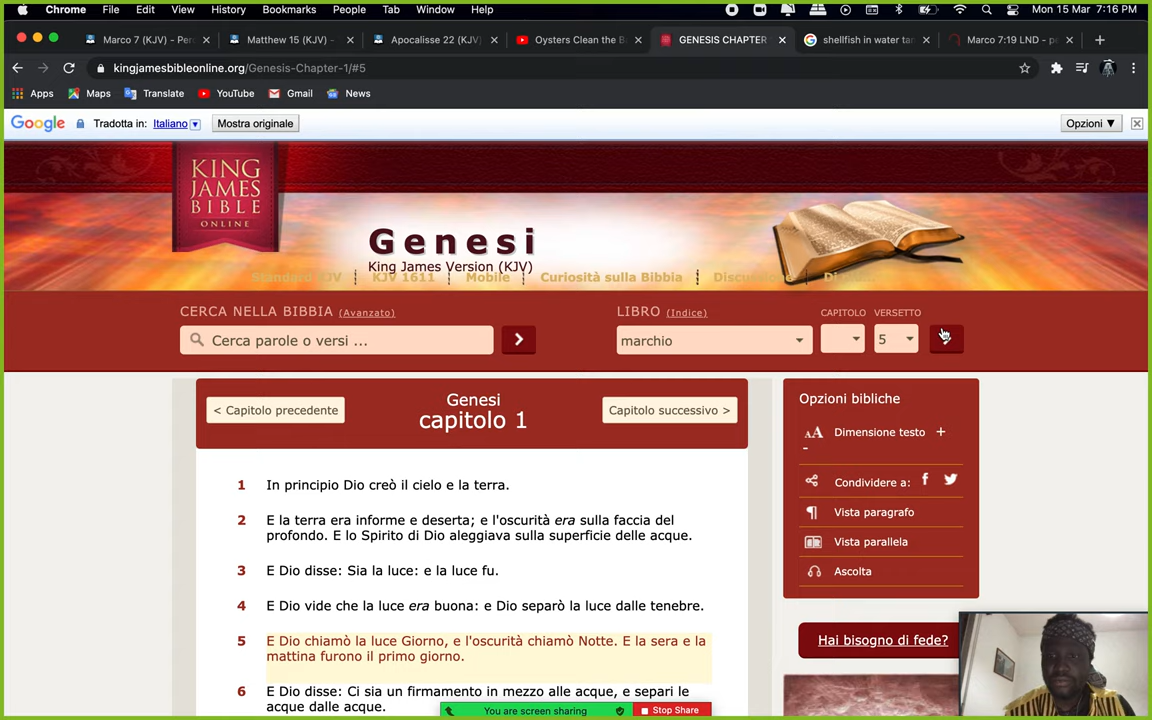 Chrome File Edit View History Bookmarks People Tab Window Help Mon 15 Mar 7:16 PM
Marco 7 (KJV) - Per Matthew 15 (KJV) - Apocalisse 22 (KJV) Oysters Clean the B GENESIS CHAPTER shellfish in water ta Marco 7:19 LND - p
kingjamesbibleonline.org/Genesis-Chapter-1/#5
Apps Maps Translate YouTube Gmail News
Google Tradotta in: Italiano Mostra originale Opzioni ▼
KING
JAMES
BIBLE
ONLINE
Genesi
King James Version (KJV)
Standard KJV KJV 1611 Mobile Curiosità sulla Bibbia
CERCA NELLA BIBBIA (Avanzato) LIBRO (Indice) CAPITOLO VERSETTO
Cerca parole o versi ... marchio 5
< Capitolo precedente Genesi Capitolo successivo >
capitolo 1
1 In principio Dio creò il cielo e la terra.
2 E la terra era informe e deserta; e l'oscurità era sulla faccia del
profondo. E lo Spirito di Dio aleggiava sulla superficie delle acque.
3 E Dio disse: Sia la luce: e la luce fu.
4 E Dio vide che la luce era buona: e Dio separò la luce dalle tenebre.
5 E Dio chiamò la luce Giorno, e l'oscurità chiamò Notte. E la sera e la
mattina furono il primo giorno.
6 E Dio disse: Ci sia un firmamento in mezzo alle acque, e separi le
acque dalle acque.
Opzioni bibliche
AA Dimensione testo +
-
Condividere a:
Vista paragrafo
Vista parallela
Ascolta
Hai bisogno di fede?
You are screen sharing Stop Share